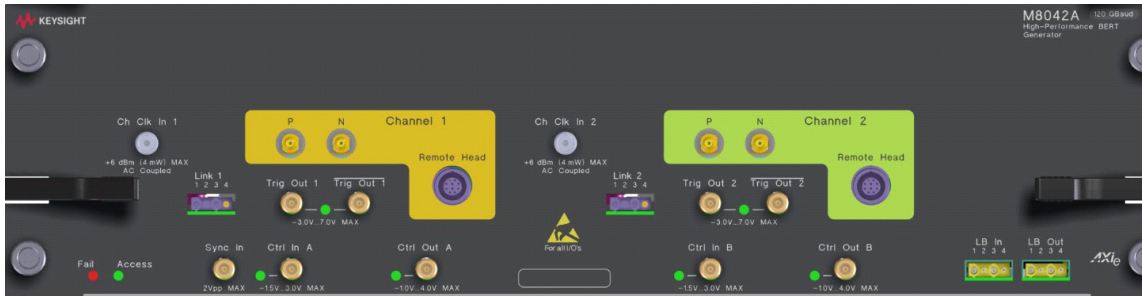 KEYSIGHT
M8042A 120 GBaud
High-Performance BERT
Generator
Ch Clk In 1
+6 dBm (4 mW) MAX
AC Coupled
P N Channel 1
Remote Head
Ch Clk In 2
+6 dBm (4 mW) MAX
AC Coupled
P N Channel 2
Remote Head
Link 1
1 2 3 4
Trig Out 1 Trig Out 1
-3.0V...7.0V MAX
Link 2
1 2 3 4
Trig Out 2 Trig Out 2
-3.0V...7.0V MAX
For all I/O's
Fail Access
Sync In
2Vpp MAX
Ctrl In A
-1.5V...3.0V MAX
Ctrl Out A
-1.0V...4.0V MAX
Ctrl In B
-1.5V...3.0V MAX
Ctrl Out B
-1.0V...4.0V MAX
LB In
1 2 3 4
LB Out
1 2 3 4
AXIe